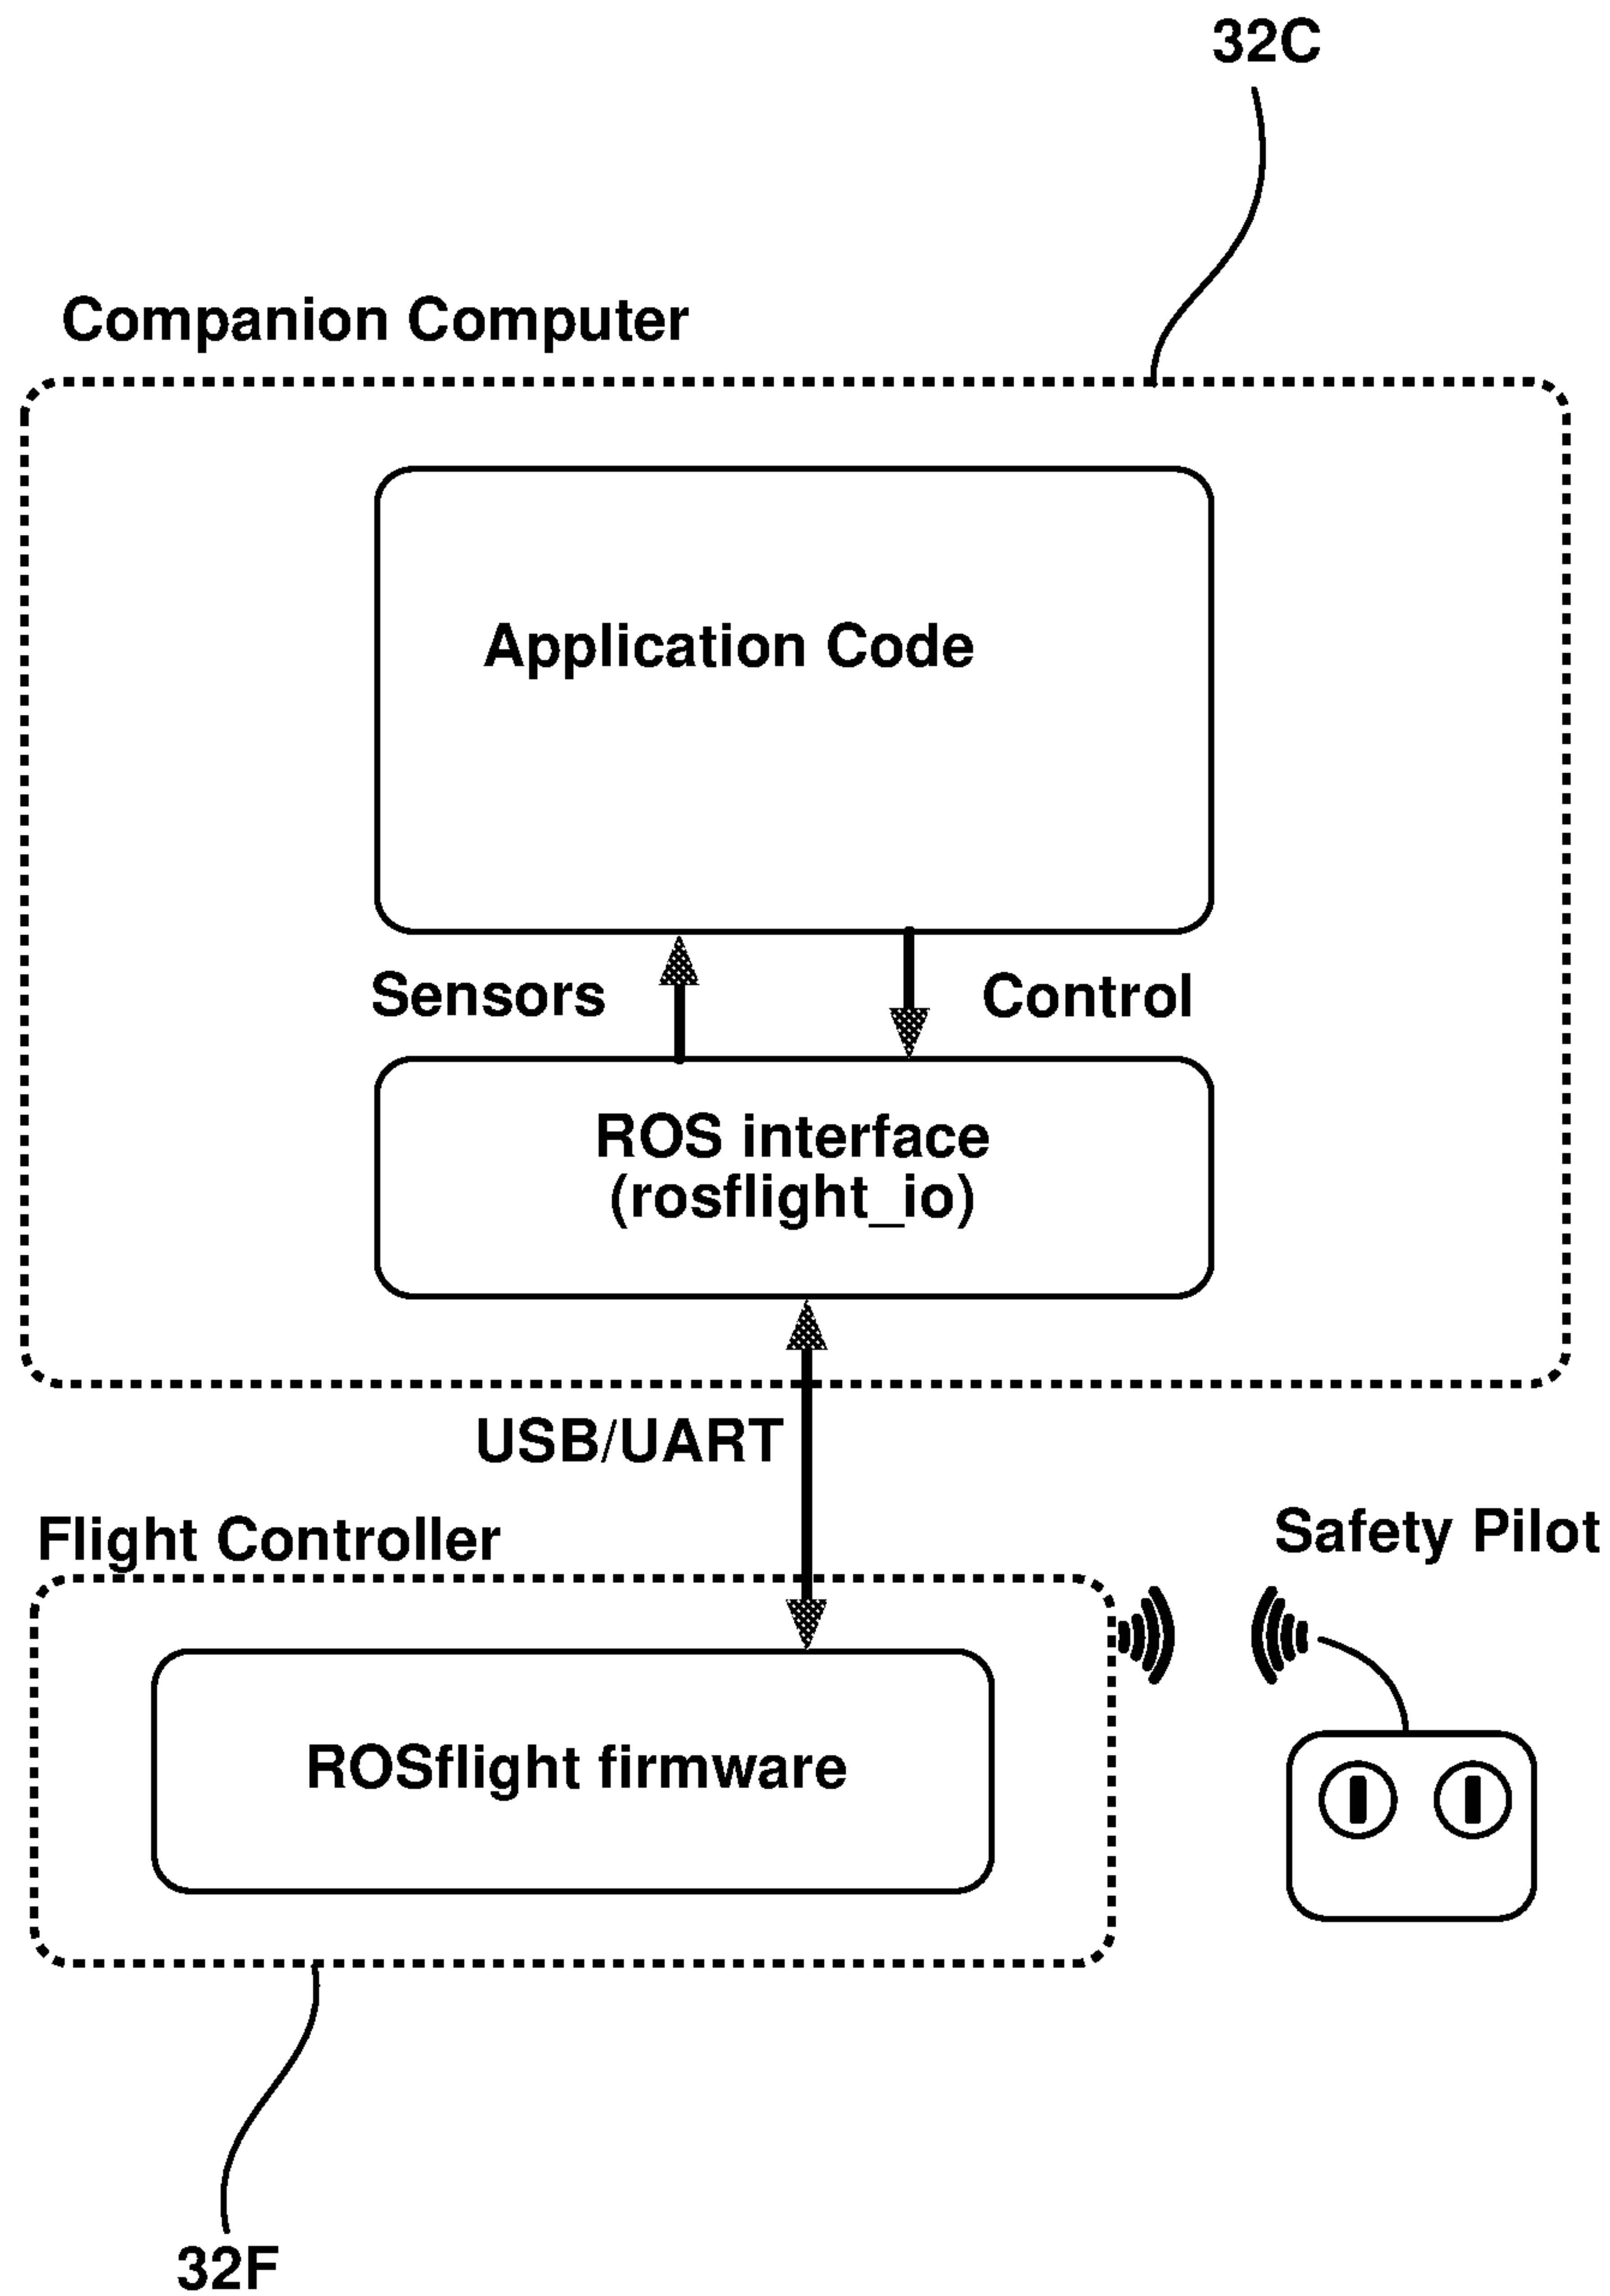 32C
Companion Computer
Application Code
Sensors
Control
ROS interface
(rosflight_io)
USB/UART
Flight Controller
Safety Pilot
ROSflight firmware
32F